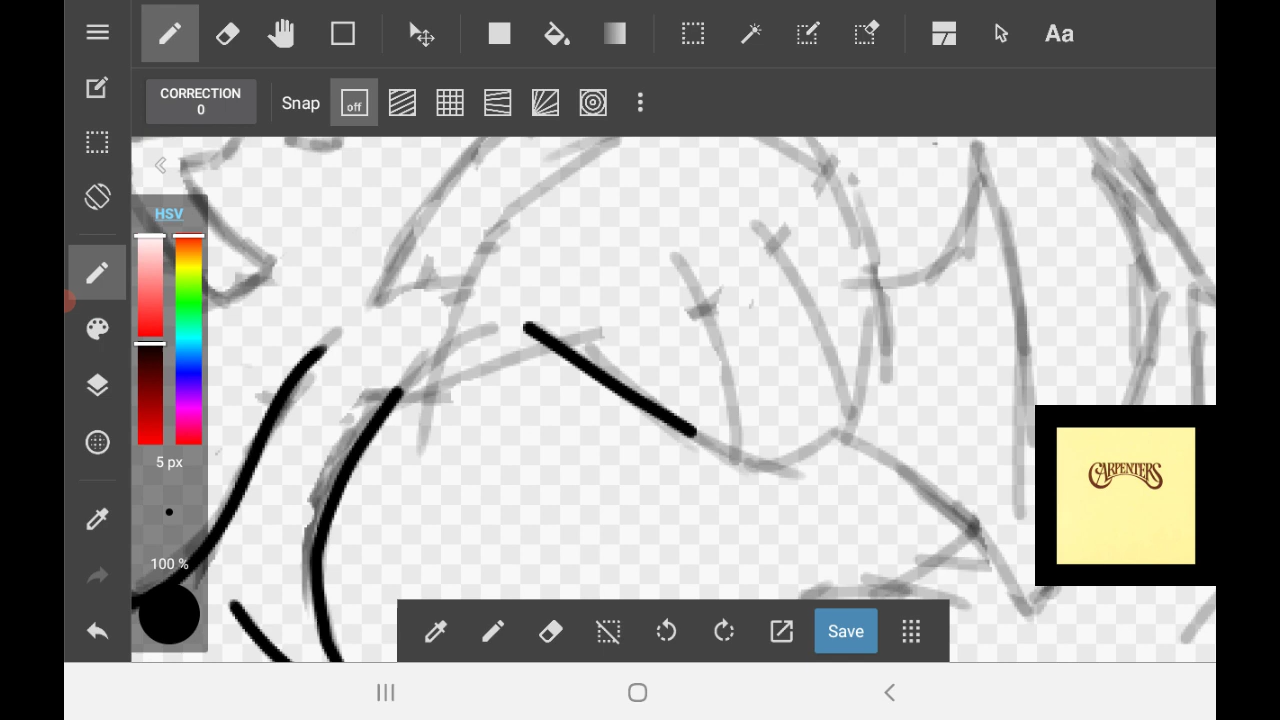 Aa
CORRECTION
0
Snap
off
HSV
5 px
100 %
CARPENTERS
Save